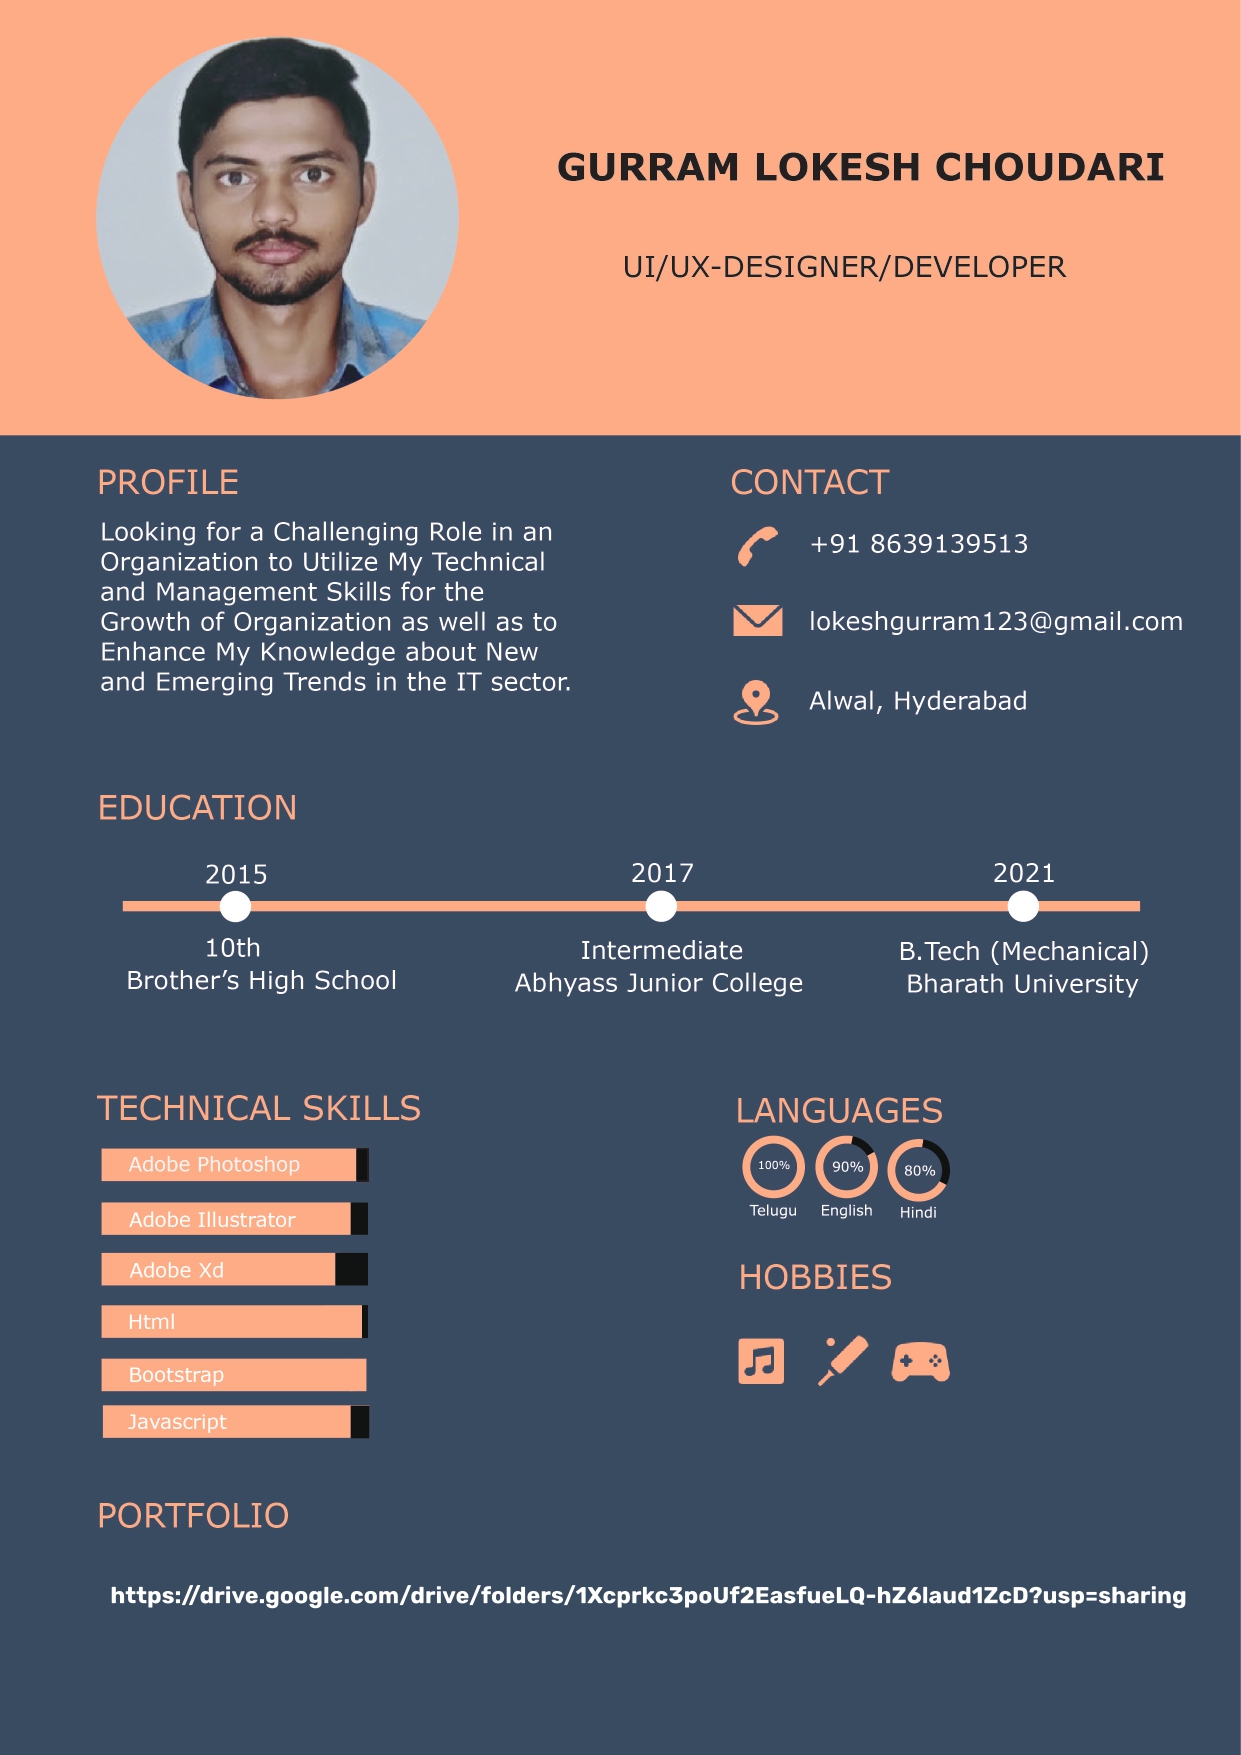 GURRAM LOKESH CHOUDARI
UI/UX-DESIGNER/DEVELOPER
PROFILE
Looking for a Challenging Role in an
Organization to Utilize My Technical
and Management Skills for the
Growth of Organization as well as to
Enhance My Knowledge about New
and Emerging Trends in the IT sector.
CONTACT
+91 8639139513
lokeshgurram123@gmail.com
Alwal, Hyderabad
EDUCATION
2015
10th
Brother’s High School
2017
Intermediate
Abhyass Junior College
2021
B.Tech (Mechanical)
Bharath University
TECHNICAL SKILLS
Adobe Photoshop
Adobe Illustrator
Adobe Xd
Html
Bootstrap
Javascript
LANGUAGES
100%
Telugu
90%
English
80%
Hindi
HOBBIES
PORTFOLIO
https://drive.google.com/drive/folders/1Xcprkc3poUf2EasfueLQ-hZ6laud1ZcD?usp=sharing